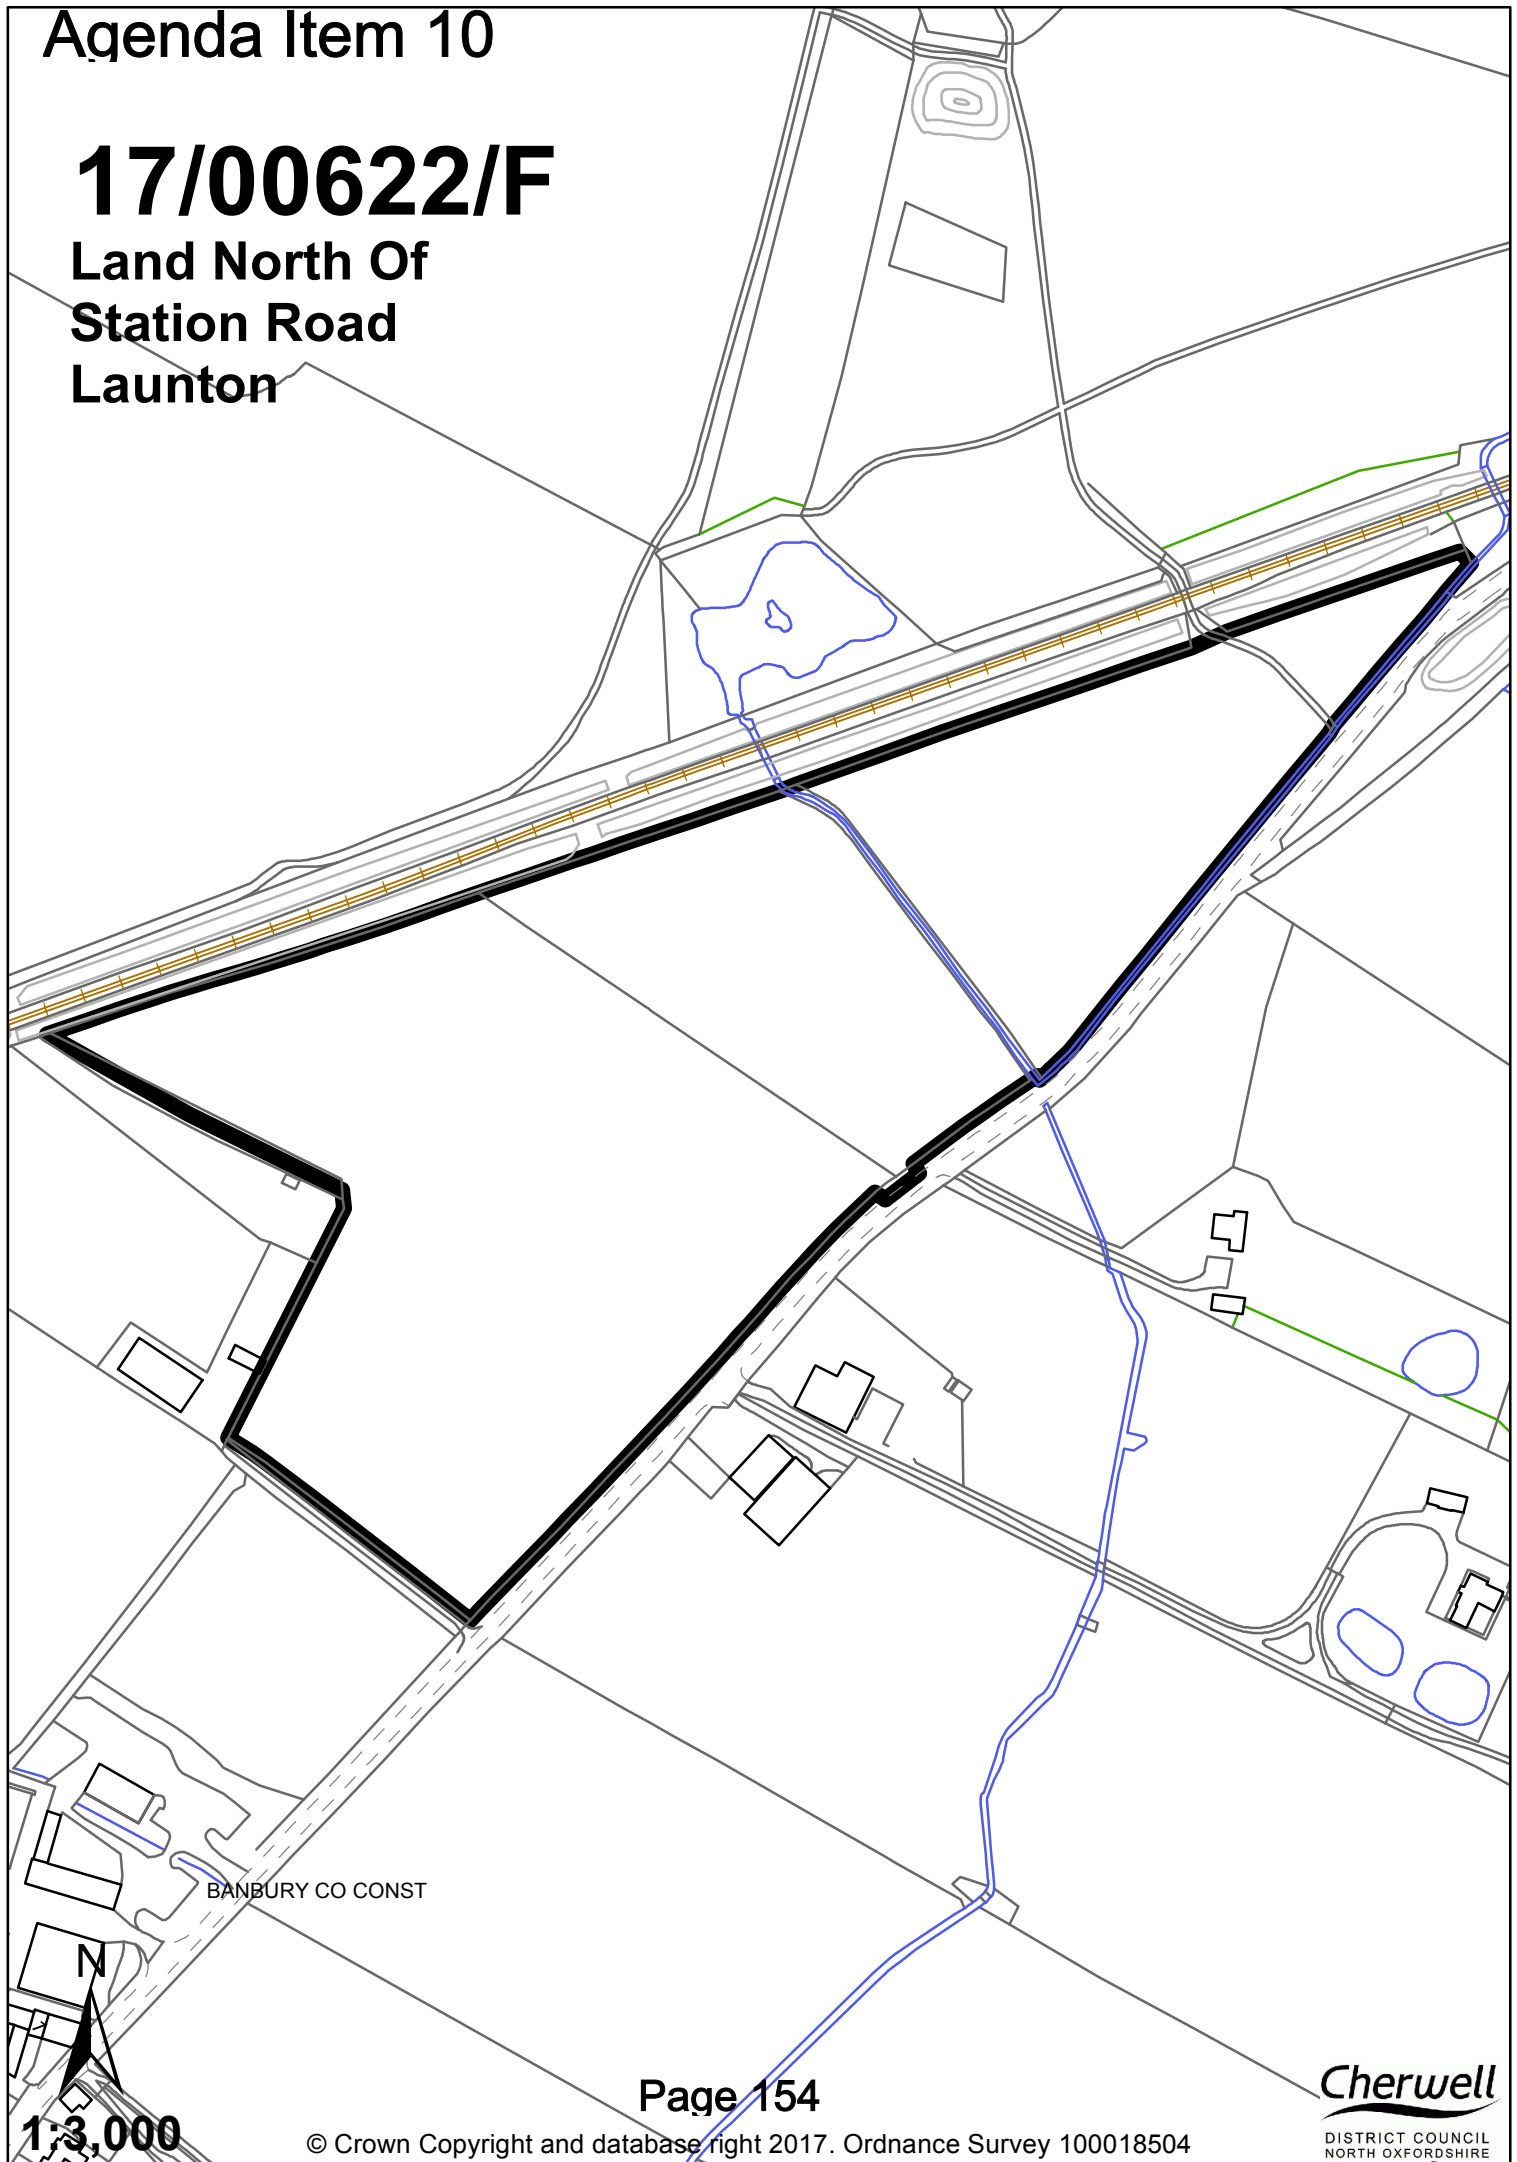 Agenda Item 10
17/00622/F
Land North Of
Station Road
Launton
BANBURY CO CONST
N
Page 154
1:3,000
© Crown Copyright and database right 2017. Ordnance Survey 100018504
Cherwell
DISTRICT COUNCIL
NORTH OXFORDSHIRE